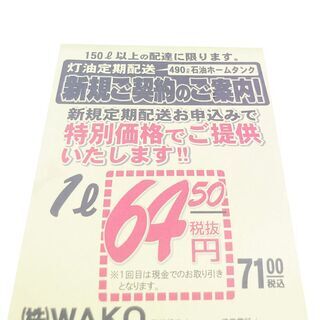 150ℓ以上の配達に限ります。
灯油定期配送 490ℓ石油ホームタンク
新規ご契約のご案内!
新規定期配送お申込みで
特別価格でご提供
いたします!!
1ℓ 64.50 税抜 円
※1回目は現金でのお取り引き
となります。
71.00 税込
(株)WAKO